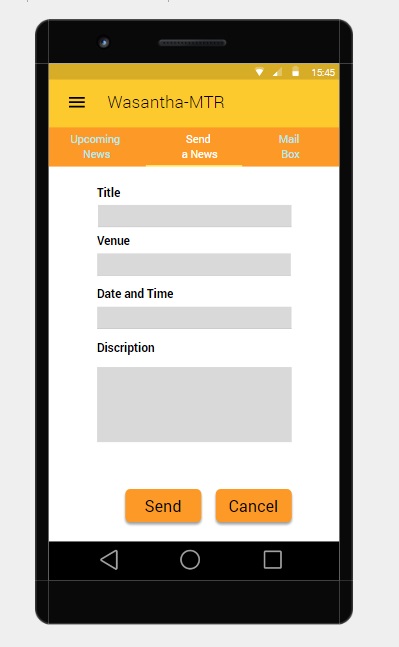 15:45
Wasantha-MTR
Upcoming
News
Send
a News
Mail
Box
Title
Venue
Date and Time
Discription
Send
Cancel